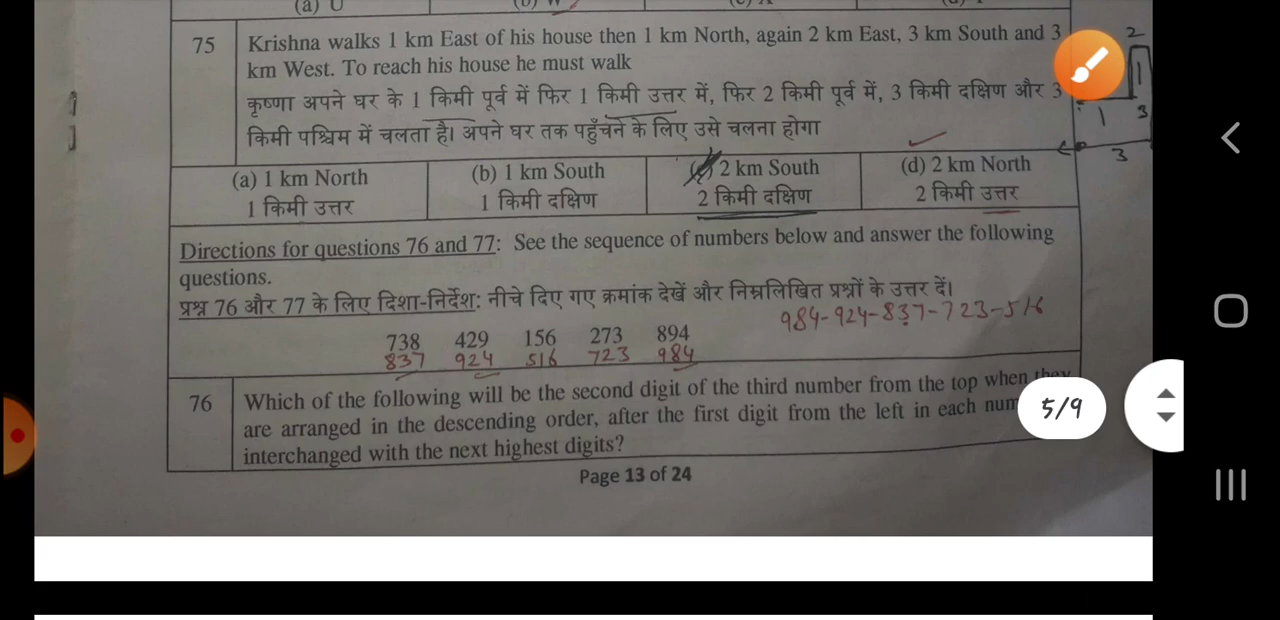 (a) U
75 Krishna walks 1 km East of his house then 1 km North, again 2 km East, 3 km South and 3
km West. To reach his house he must walk
कृष्णा अपने घर के 1 किमी पूर्व में फिर 1 किमी उत्तर में, फिर 2 किमी पूर्व में, 3 किमी दक्षिण और 3
किमी पश्चिम में चलता है। अपने घर तक पहुँचने के लिए उसे चलना होगा
2
1
1 3
3
(a) 1 km North (b) 1 km South 2 km South (d) 2 km North
1 किमी उत्तर 1 किमी दक्षिण 2 किमी दक्षिण 2 किमी उत्तर
Directions for questions 76 and 77: See the sequence of numbers below and answer the following
questions.
प्रश्न 76 और 77 के लिए दिशा-निर्देश: नीचे दिए गए क्रमांक देखें और निम्नलिखित प्रश्नों के उत्तर दें।
984-924-837-723-516
738 429 156 273 894
837 924 516 723 984
76 Which of the following will be the second digit of the third number from the top when they
are arranged in the descending order, after the first digit from the left in each
interchanged with the next highest digits?
5/9
Page 13 of 24